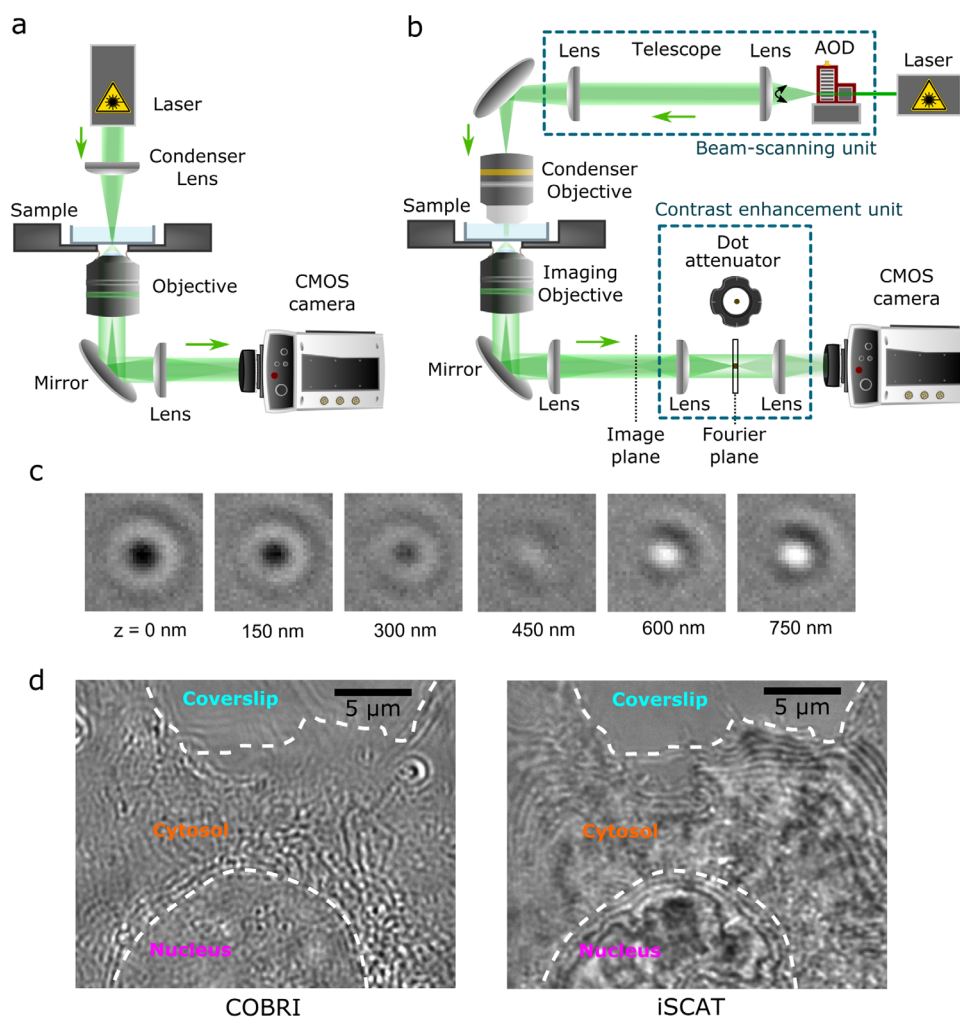 a
Laser
Condenser
Lens
Sample
Objective
CMOS
camera
Mirror
Lens
b
Lens
Telescope
Lens
AOD
Laser
Beam-scanning unit
Condenser
Objective
Sample
Contrast enhancement unit
Dot
attenuator
Imaging
Objective
CMOS
camera
Mirror
Lens
Lens
Lens
Image
plane
Fourier
plane
c
z = 0 nm
150 nm
300 nm
450 nm
600 nm
750 nm
d
Coverslip
5 μm
Cytosol
Nucleus
COBRI
Coverslip
5 μm
Cytosol
Nucleus
iSCAT